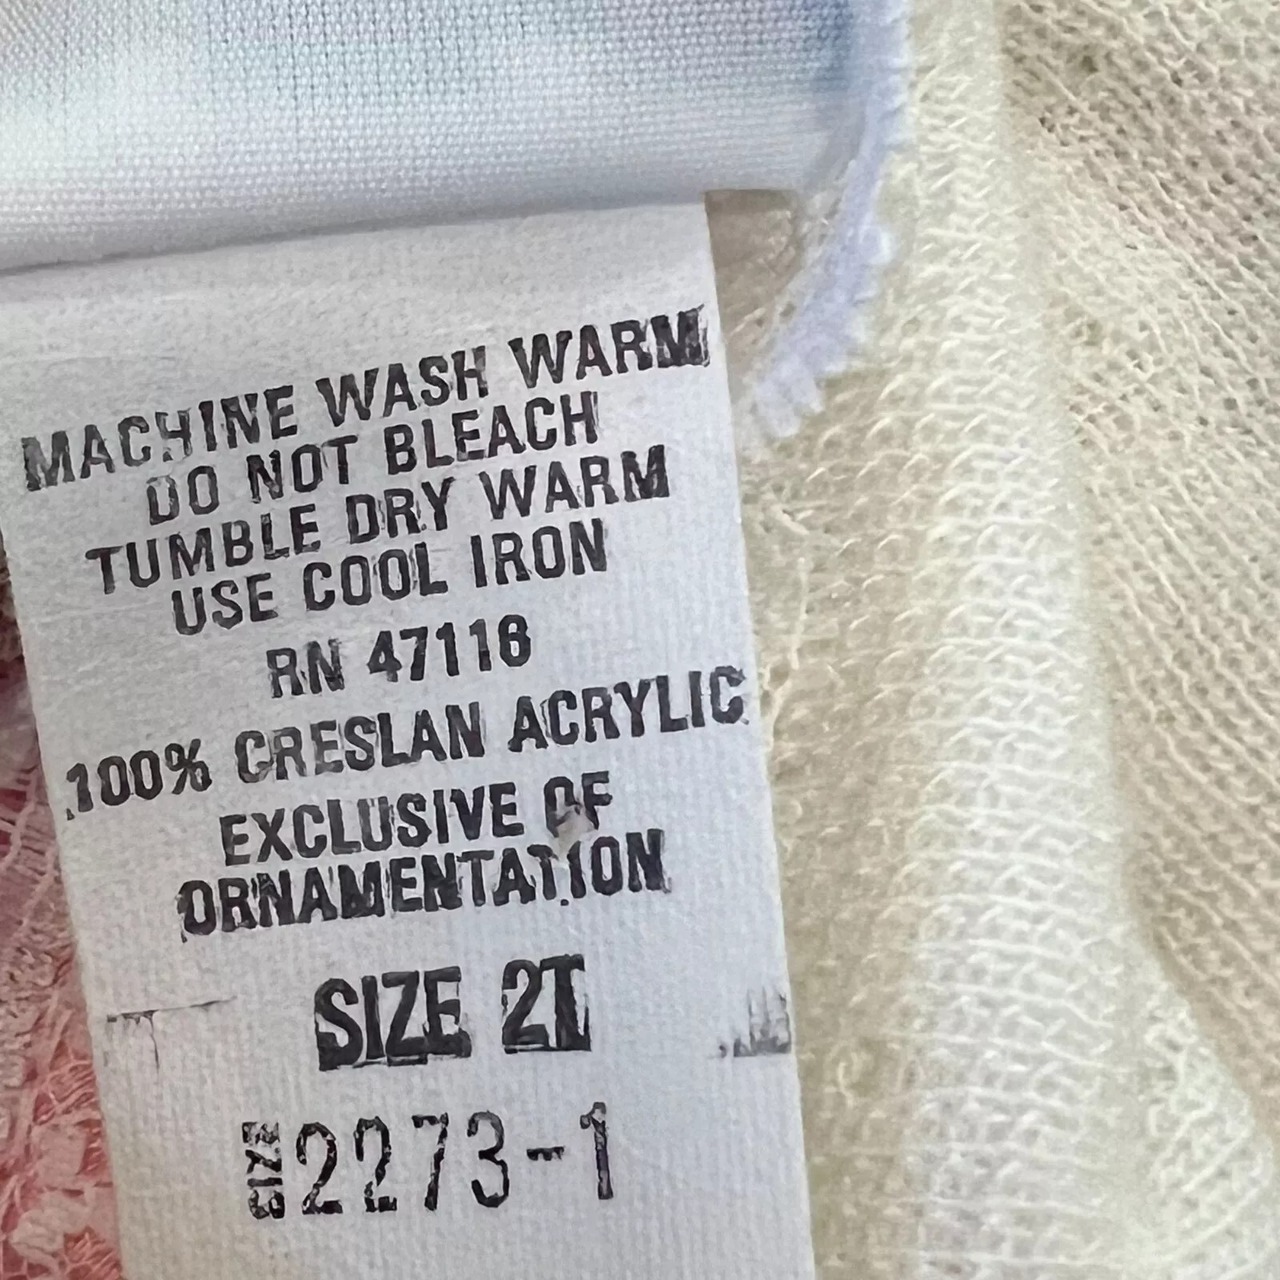 MACHINE WASH WARM
DO NOT BLEACH
TUMBLE DRY WARM
USE COOL IRON
RN 47118
100% CRESLAN ACRYLIC
EXCLUSIVE OF
ORNAMENTATION
SIZE 2T
SIZE 2273-1